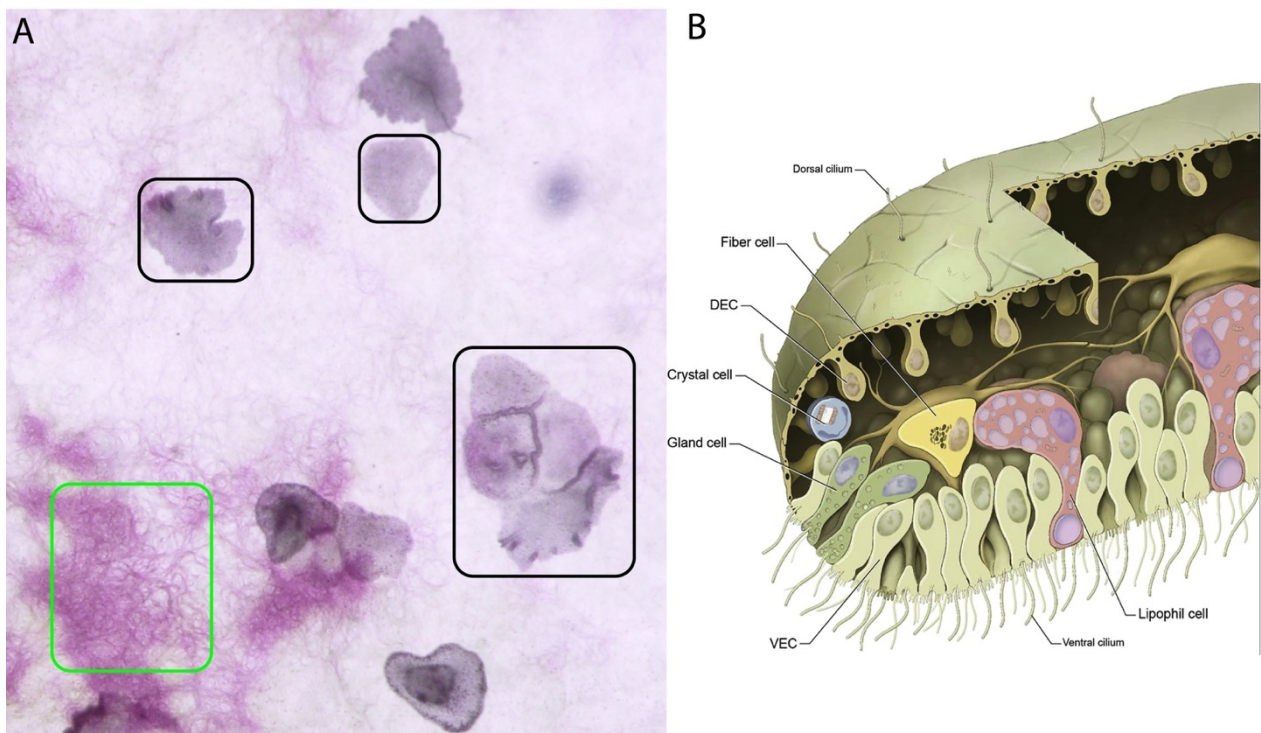 A
B
Dorsal cilium
Fiber cell
DEC
Crystal cell
Gland cell
VEC
Ventral cilium
Lipophil cell